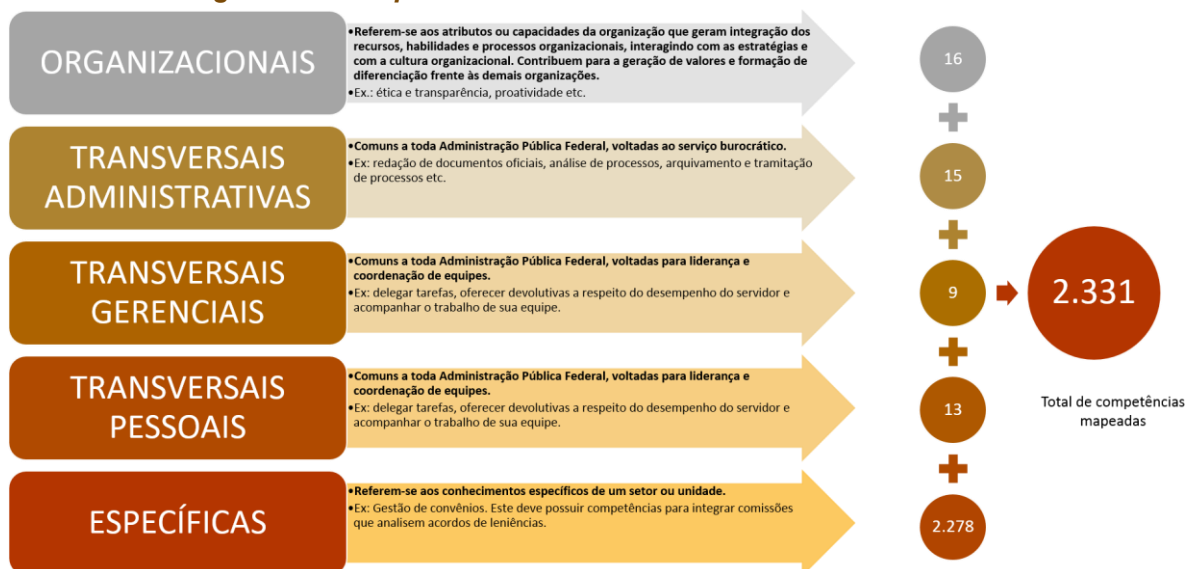 ORGANIZACIONAIS
•Referem-se aos atributos ou capacidades da organização que geram integração dos
recursos, habilidades e processos organizacionais, interagindo com as estratégias e
com a cultura organizacional. Contribuem para a geração de valores e formação de
diferenciação frente às demais organizações.
•Ex.: ética e transparência, proatividade etc.
16
TRANSVERSAIS
ADMINISTRATIVAS
•Comuns a toda Administração Pública Federal, voltadas ao serviço burocrático.
•Ex: redação de documentos oficiais, análise de processos, arquivamento e tramitação
de processos etc.
15
TRANSVERSAIS
GERENCIAIS
•Comuns a toda Administração Pública Federal, voltadas para liderança e
coordenação de equipes.
•Ex: delegar tarefas, oferecer devolutivas a respeito do desempenho do servidor e
acompanhar o trabalho de sua equipe.
9
2.331
Total de competências
mapeadas
TRANSVERSAIS
PESSOAIS
•Comuns a toda Administração Pública Federal, voltadas para liderança e
coordenação de equipes.
•Ex: delegar tarefas, oferecer devolutivas a respeito do desempenho do servidor e
acompanhar o trabalho de sua equipe.
13
ESPECÍFICAS
•Referem-se aos conhecimentos específicos de um setor ou unidade.
•Ex: Gestão de convênios. Este deve possuir competências para integrar comissões
que analisem acordos de leniências.
2.278